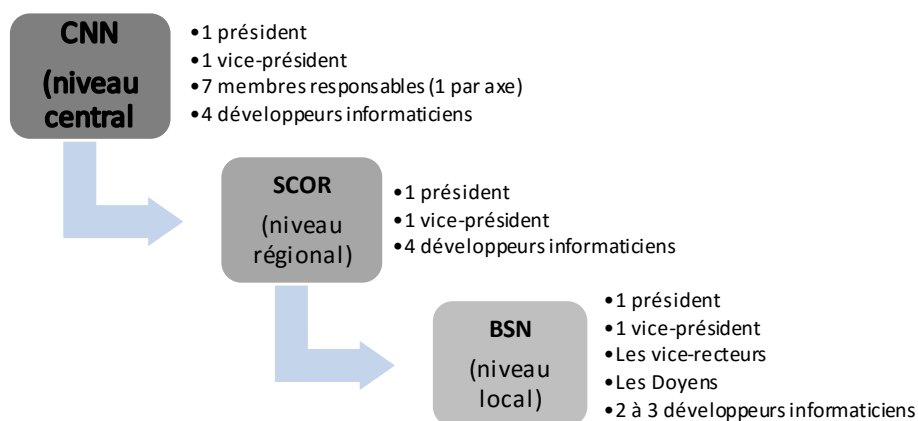 CNN
(niveau
central
•1 président
•1 vice-président
•7 membres responsables (1 par axe)
•4 développeurs informaticiens
SCOR
(niveau
régional)
•1 président
•1 vice-président
•4 développeurs informaticiens
BSN
(niveau
local)
•1 président
•1 vice-président
•Les vice-recteurs
•Les Doyens
•2 à 3 développeurs informaticiens